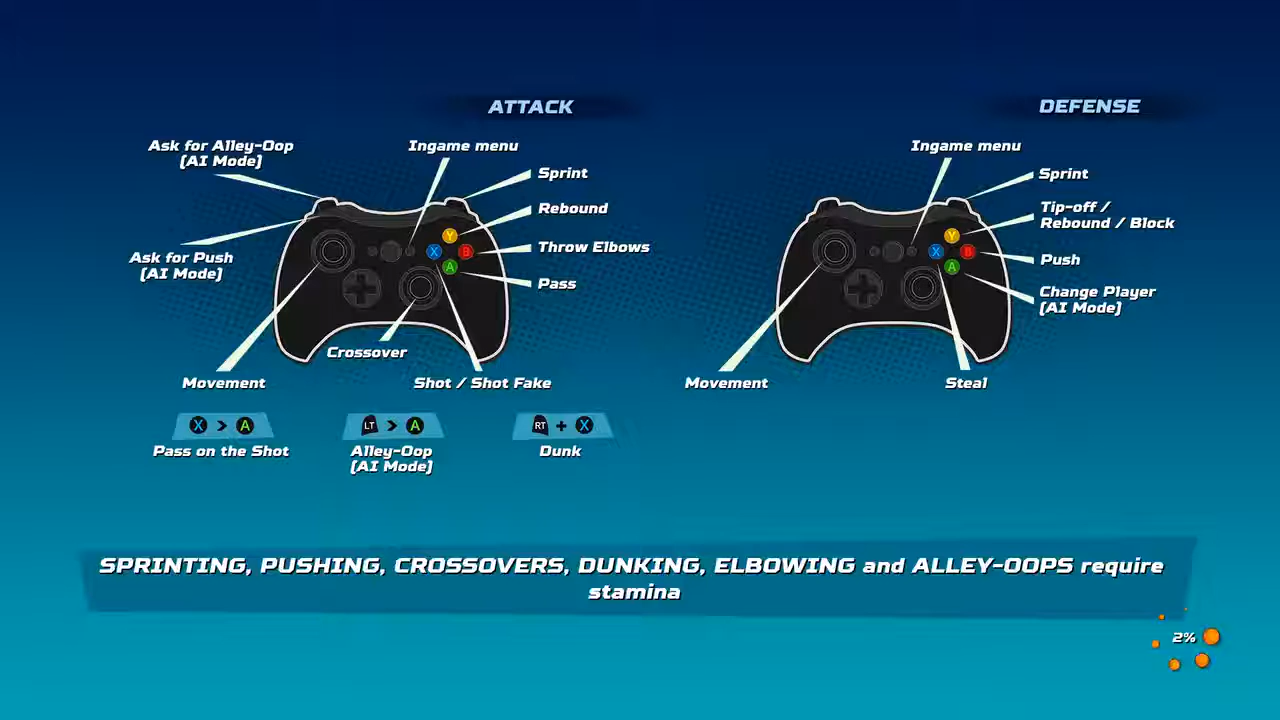 ATTACK
DEFENSE
Ask for Alley-Oop
[AI Mode]
Ingame menu
Sprint
Rebound
Throw Elbows
Pass
Ask for Push
[AI Mode]
Y
X
B
A
Crossover
Movement
Shot / Shot Fake
X > A
Pass on the Shot
LT > A
Alley-Oop
[AI Mode]
RT + X
Dunk
Ingame menu
Sprint
Tip-off /
Rebound / Block
Push
Change Player
[AI Mode]
Y
X
B
A
Movement
Steal
SPRINTING, PUSHING, CROSSOVERS, DUNKING, ELBOWING and ALLEY-OOPS require
stamina
2%